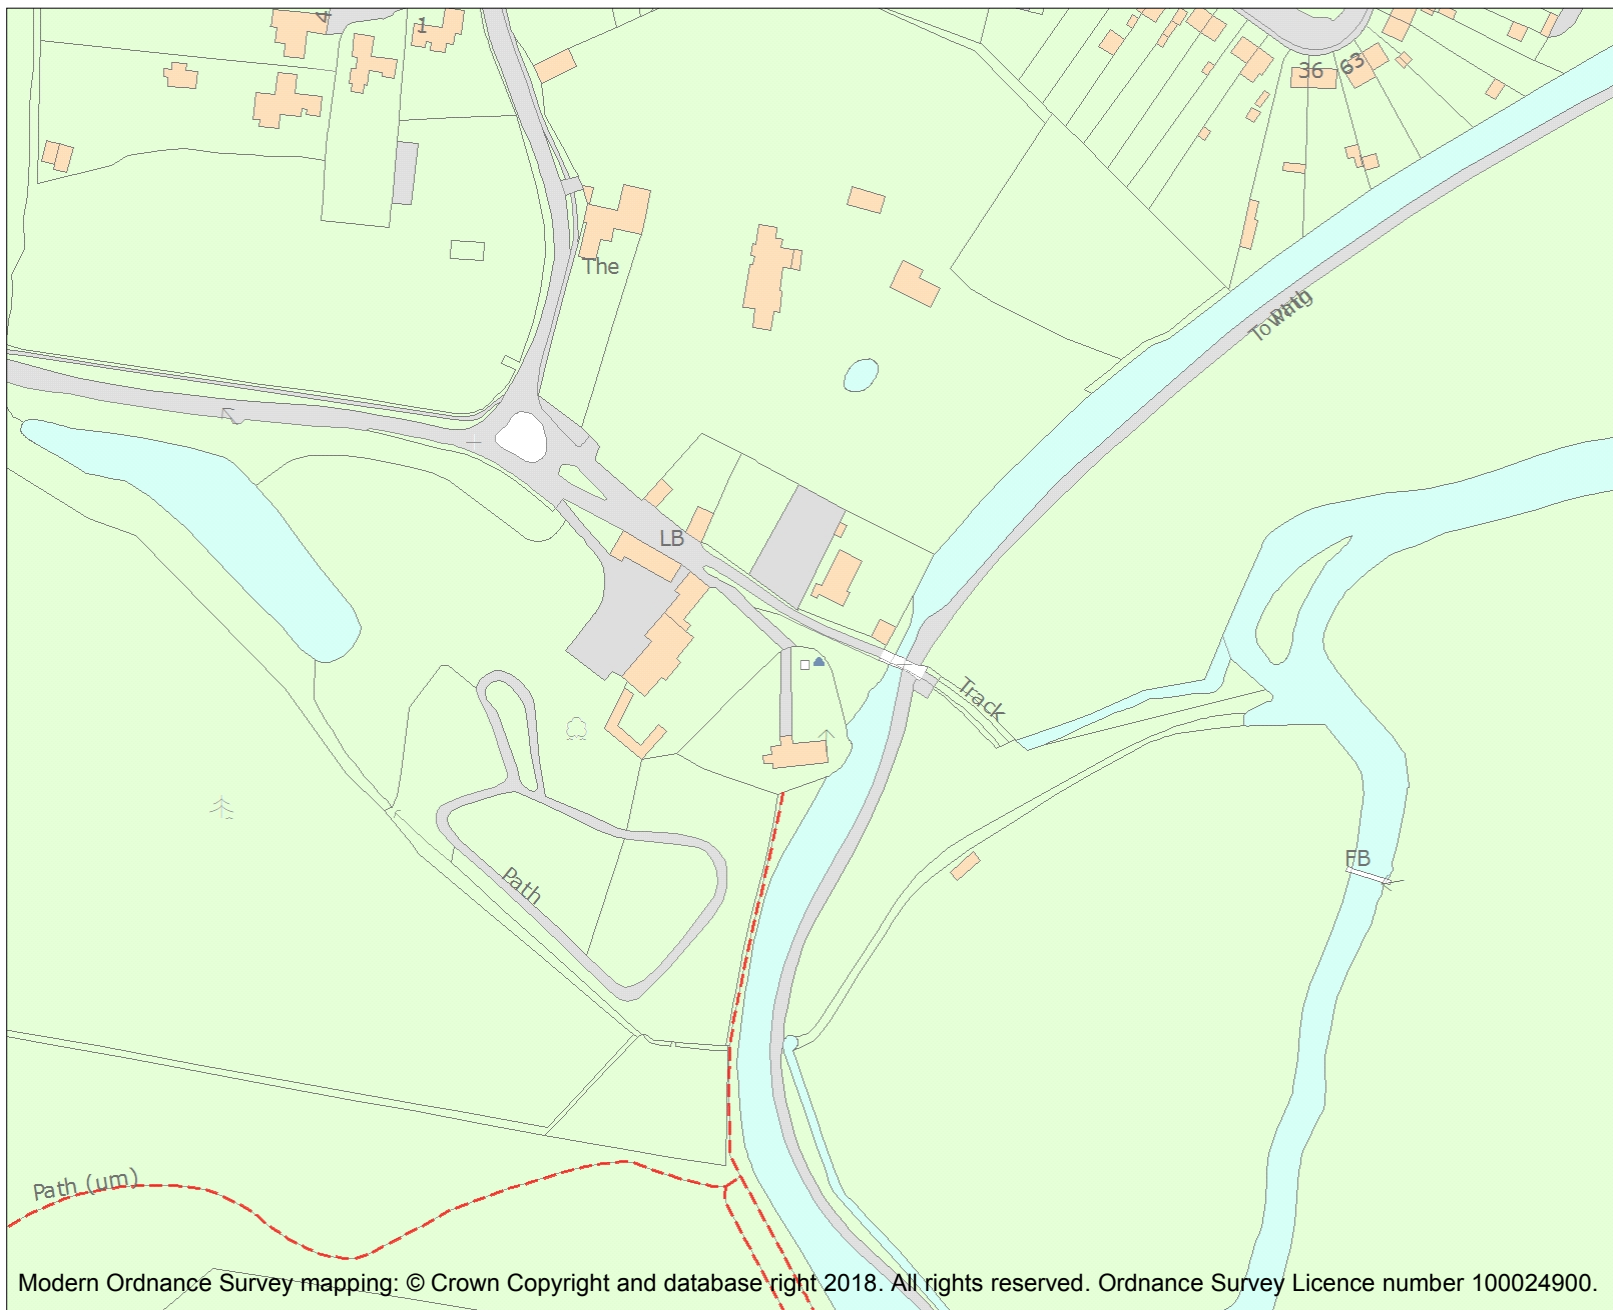 4
1
36
63
The
Towing
Path
LB
Track
FB
Path
Path (um)
Modern Ordnance Survey mapping: © Crown Copyright and database right 2018. All rights reserved. Ordnance Survey Licence number 100024900.